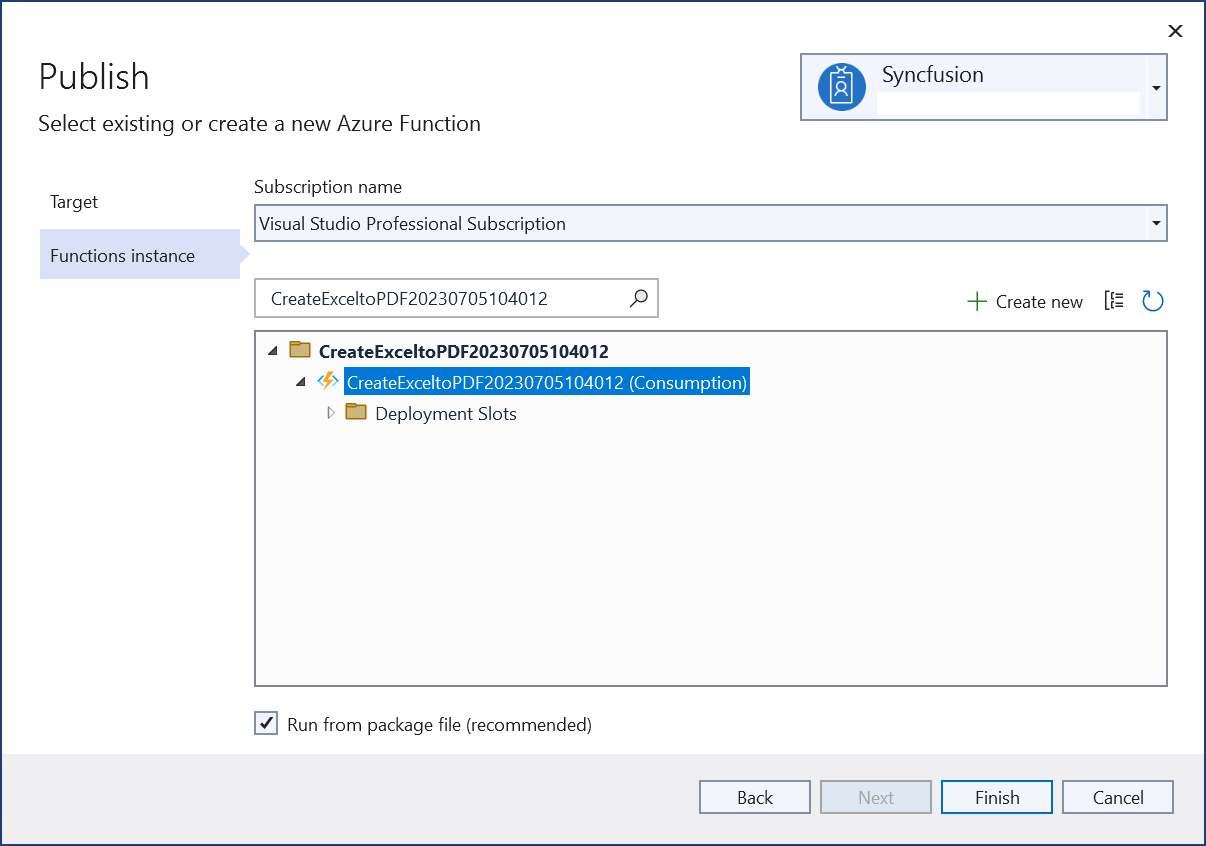 Publish
Syncfusion
Select existing or create a new Azure Function
Target
Functions instance
Subscription name
Visual Studio Professional Subscription
CreateExceltoPDF20230705104012
Create new
CreateExceltoPDF20230705104012
CreateExceltoPDF20230705104012 (Consumption)
Deployment Slots
Run from package file (recommended)
Back
Next
Finish
Cancel